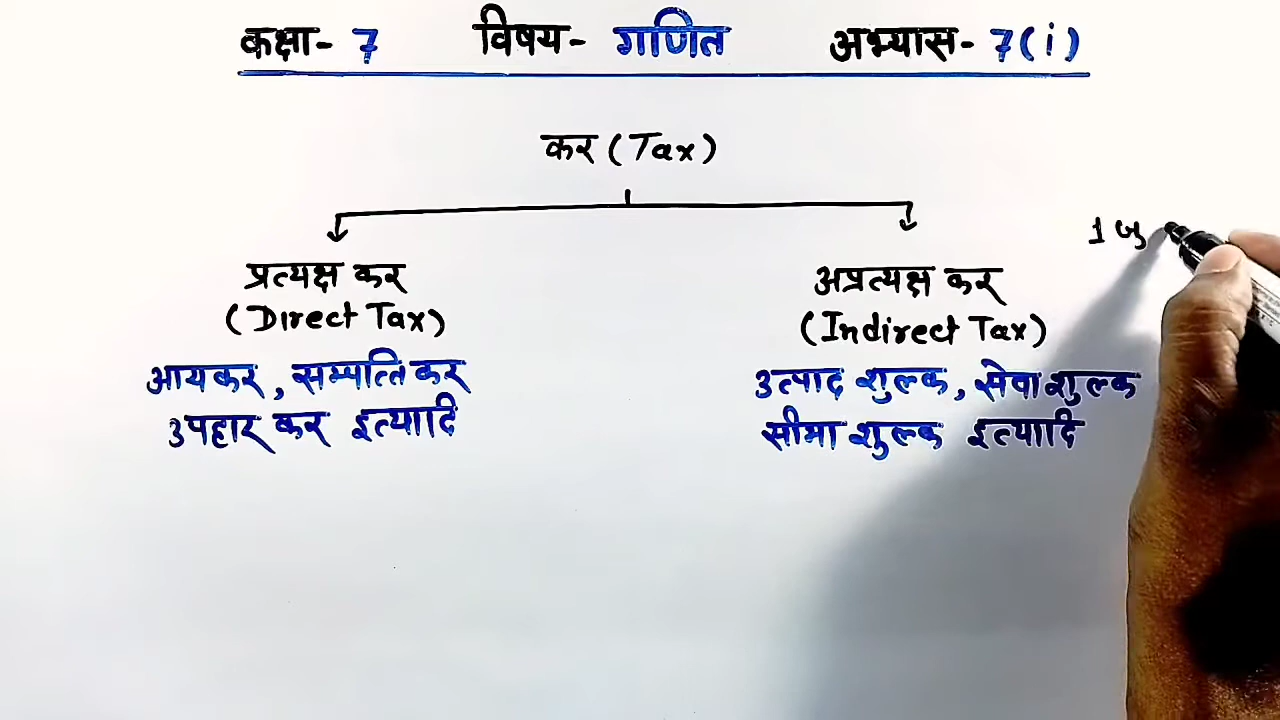 कक्षा- 7 विषय- गणित अभ्यास- 7(i)
कर (Tax)
प्रत्यक्ष कर
(Direct Tax)
आयकर, सम्पत्ति कर
उपहार कर इत्यादि
अप्रत्यक्ष कर
(Indirect Tax)
उत्पाद शुल्क, सेवा शुल्क
सीमा शुल्क इत्यादि
1 जु